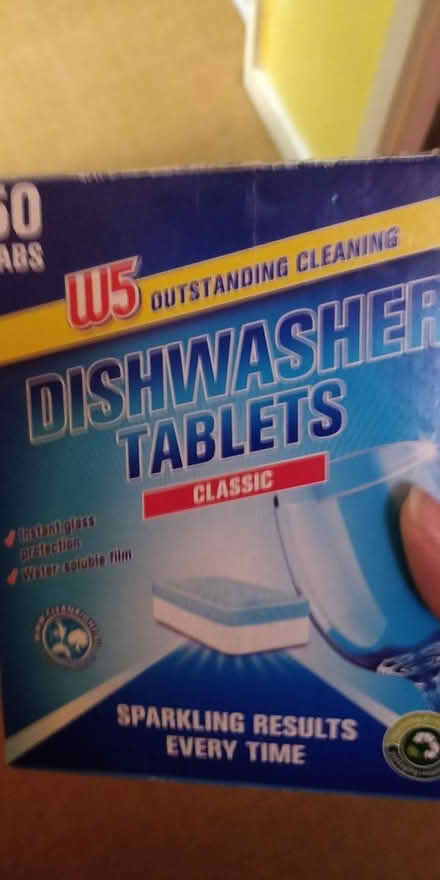 60
TABS
W5 OUTSTANDING CLEANING
DISHWASHER
TABLETS
CLASSIC
Instant glass
protection
Water-soluble film
SPARKLING RESULTS
EVERY TIME